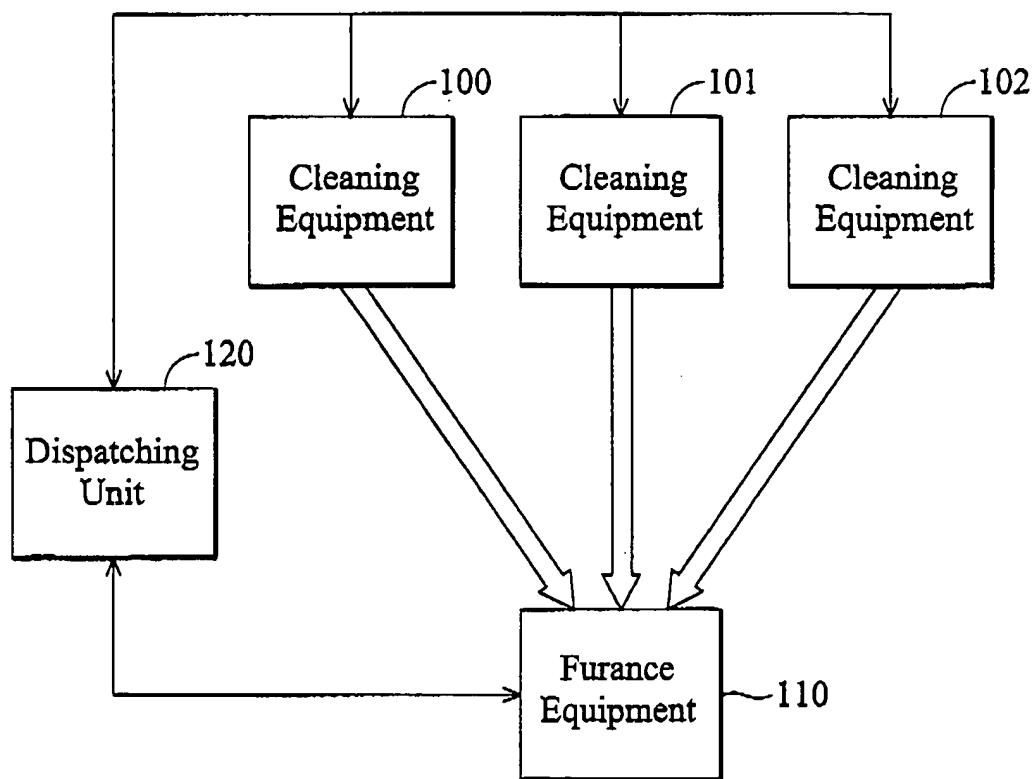 100
101
102
Cleaning
Equipment
Cleaning
Equipment
Cleaning
Equipment
120
Dispatching
Unit
Furance
Equipment
110